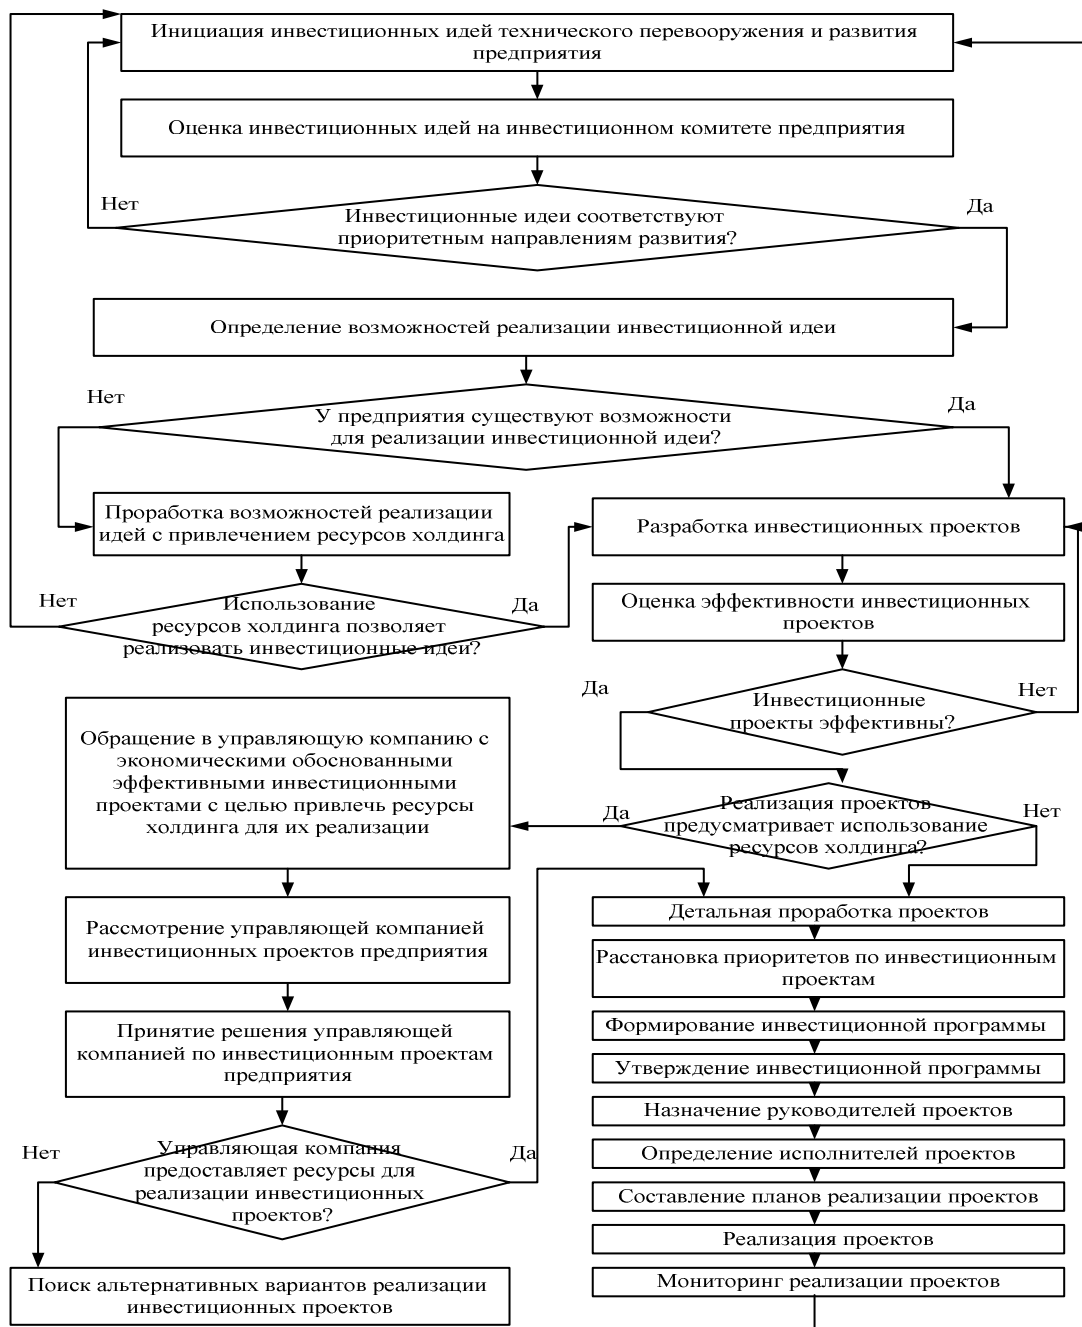 Инициация инвестиционных идей технического перевооружения и развития
предприятия
Оценка инвестиционных идей на инвестиционном комитете предприятия
Нет
Да
Инвестиционные идеи соответствуют
приоритетным направлениям развития?
Определение возможностей реализации инвестиционной идеи
Нет
Да
У предприятия существуют возможности
для реализации инвестиционной идеи?
Проработка возможностей реализации
идей с привлечением ресурсов холдинга
Разработка инвестиционных проектов
Нет
Да
Использование
ресурсов холдинга позволяет
реализовать инвестиционные идеи?
Оценка эффективности инвестиционных
проектов
Да
Нет
Инвестиционные
проекты эффективны?
Обращение в управляющую компанию с
экономическими обоснованными
эффективными инвестиционными
проектами с целью привлечь ресурсы
холдинга для их реализации
Да
Нет
Реализация проектов
предусматривает использование
ресурсов холдинга?
Рассмотрение управляющей компанией
инвестиционных проектов предприятия
Принятие решения управляющей
компанией по инвестиционным проектам
предприятия
Нет
Да
Управляющая компания
предоставляет ресурсы для
реализации инвестиционных
проектов?
Поиск альтернативных вариантов реализации
инвестиционных проектов
Детальная проработка проектов
Расстановка приоритетов по инвестиционным
проектам
Формирование инвестиционной программы
Утверждение инвестиционной программы
Назначение руководителей проектов
Определение исполнителей проектов
Составление планов реализации проектов
Реализация проектов
Мониторинг реализации проектов